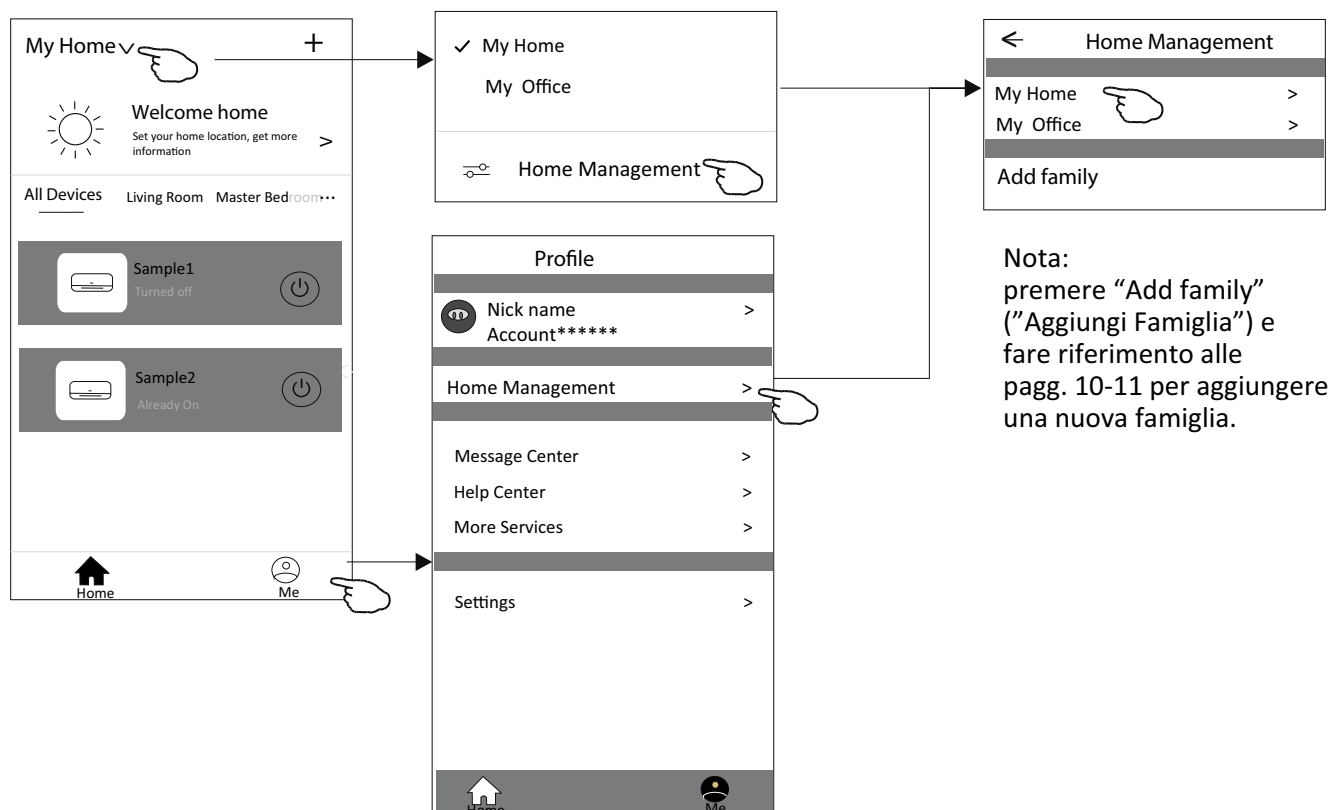 My Home
+
Welcome home
Set your home location, get more
information
>
All Devices Living Room Master Bedroom...
Sample1
Turned off
Sample2
Already On
Home
Me
✓ My Home
My Office
Home Management
Profile
Nick name >
Account******
Home Management >
Message Center >
Help Center >
More Services >
Settings >
Home
Me
← Home Management
My Home >
My Office >
Add family
Nota:
premere “Add family”
(”Aggiungi Famiglia”) e
fare riferimento alle
pagg. 10-11 per aggiungere
una nuova famiglia.